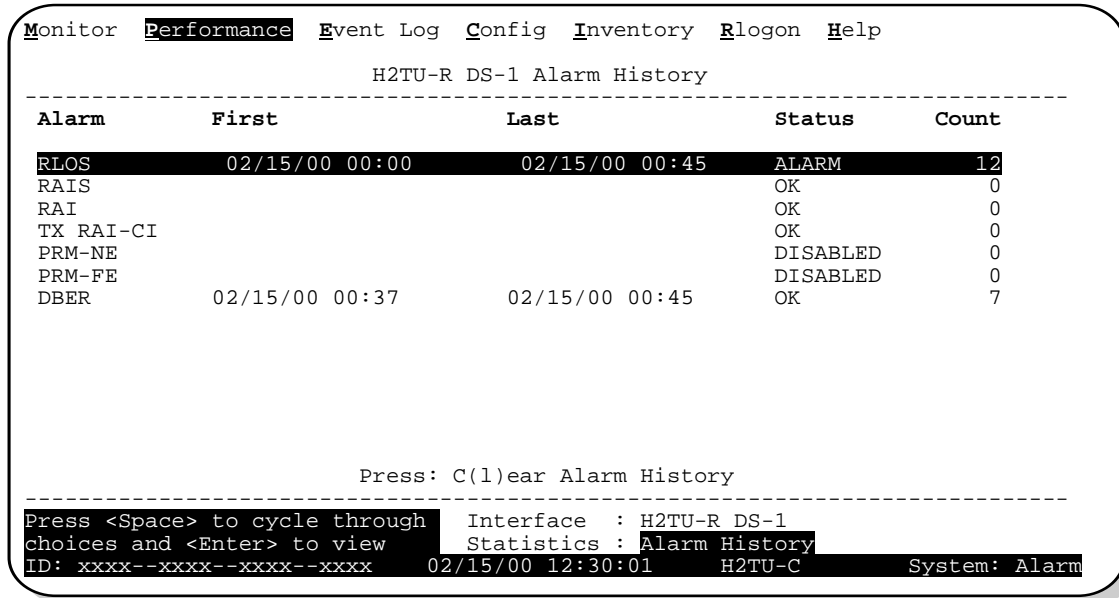 Monitor Performance Event Log Config Inventory Rlogon Help
H2TU-R DS-1 Alarm History
--------------------------------------------------------------------------------
Alarm First Last Status Count
RLOS 02/15/00 00:00 02/15/00 00:45 ALARM 12
RAIS OK 0
RAI OK 0
TX RAI-CI OK 0
PRM-NE DISABLED 0
PRM-FE DISABLED 0
DBER 02/15/00 00:37 02/15/00 00:45 OK 7
Press: C(l)ear Alarm History
--------------------------------------------------------------------------------
Press <Space> to cycle through Interface : H2TU-R DS-1
choices and <Enter> to view Statistics : Alarm History
ID: xxxx--xxxx--xxxx--xxxx 02/15/00 12:30:01 H2TU-C System: Alarm